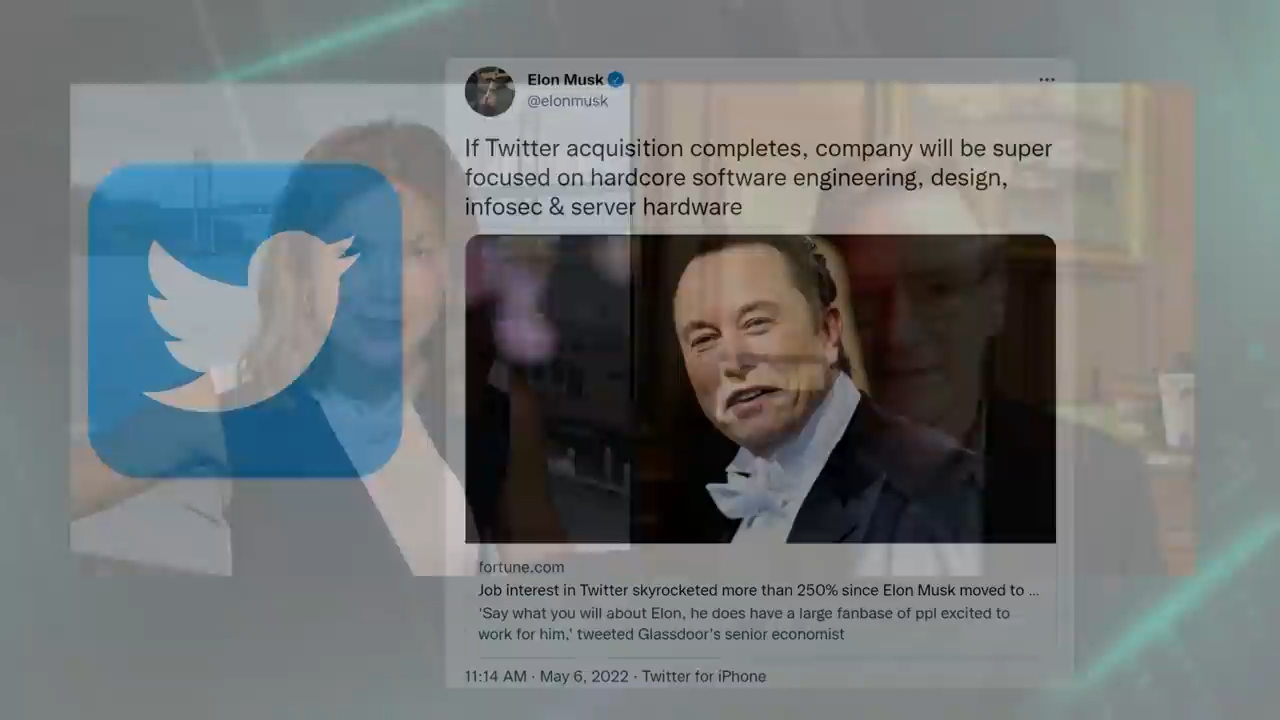 Elon Musk
@elonmusk
If Twitter acquisition completes, company will be super
focused on hardcore software engineering, design,
infosec & server hardware
fortune.com
Job interest in Twitter skyrocketed more than 250% since Elon Musk moved to ...
'Say what you will about Elon, he does have a large fanbase of ppl excited to
work for him,' tweeted Glassdoor's senior economist
11:14 AM · May 6, 2022 · Twitter for iPhone